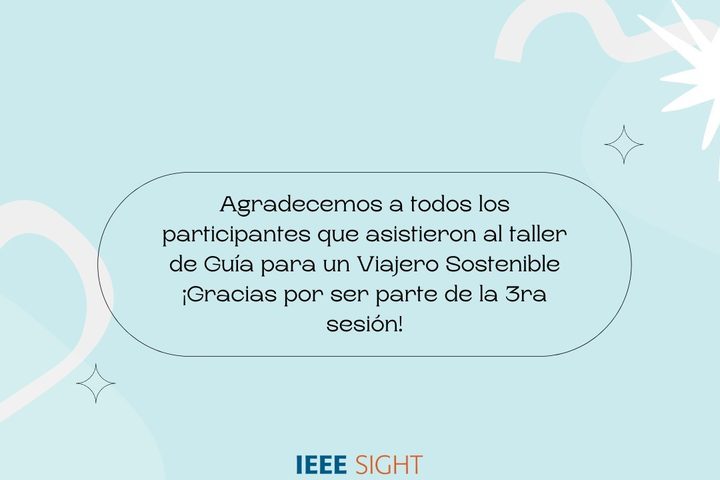 Agradecemos a todos los
participantes que asistieron al taller
de Guía para un Viajero Sostenible
¡Gracias por ser parte de la 3ra
sesión!
IEEE SIGHT